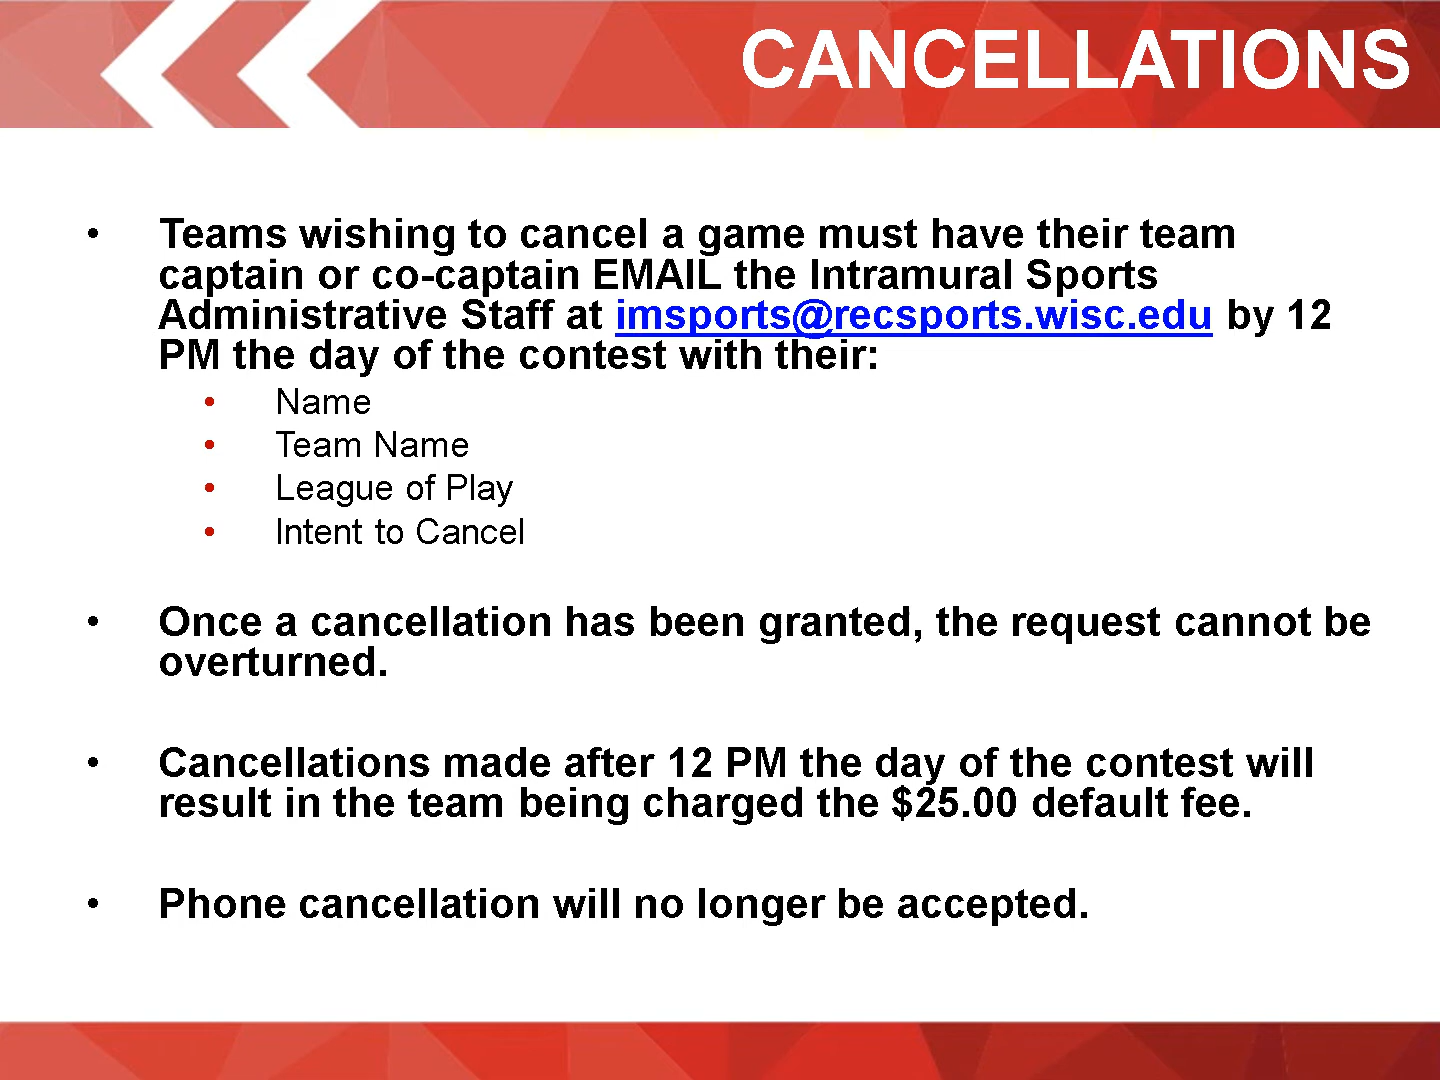 CANCELLATIONS
• Teams wishing to cancel a game must have their team
captain or co-captain EMAIL the Intramural Sports
Administrative Staff at imsports@recsports.wisc.edu by 12
PM the day of the contest with their:
• Name
• Team Name
• League of Play
• Intent to Cancel
• Once a cancellation has been granted, the request cannot be
overturned.
• Cancellations made after 12 PM the day of the contest will
result in the team being charged the $25.00 default fee.
• Phone cancellation will no longer be accepted.